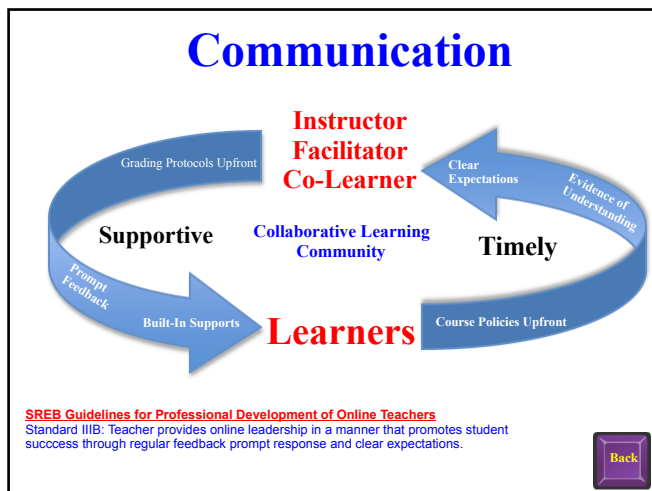 Communication
Instructor
Facilitator
Co-Learner
Grading Protocols Upfront
Clear
Expectations
Evidence of
Understanding
Supportive
Collaborative Learning
Community
Timely
Prompt
Feedback
Built-In Supports
Learners
Course Policies Upfront
SREB Guidelines for Professional Development of Online Teachers
Standard IIIB: Teacher provides online leadership in a manner that promotes student
succcess through regular feedback prompt response and clear expectations.
Back